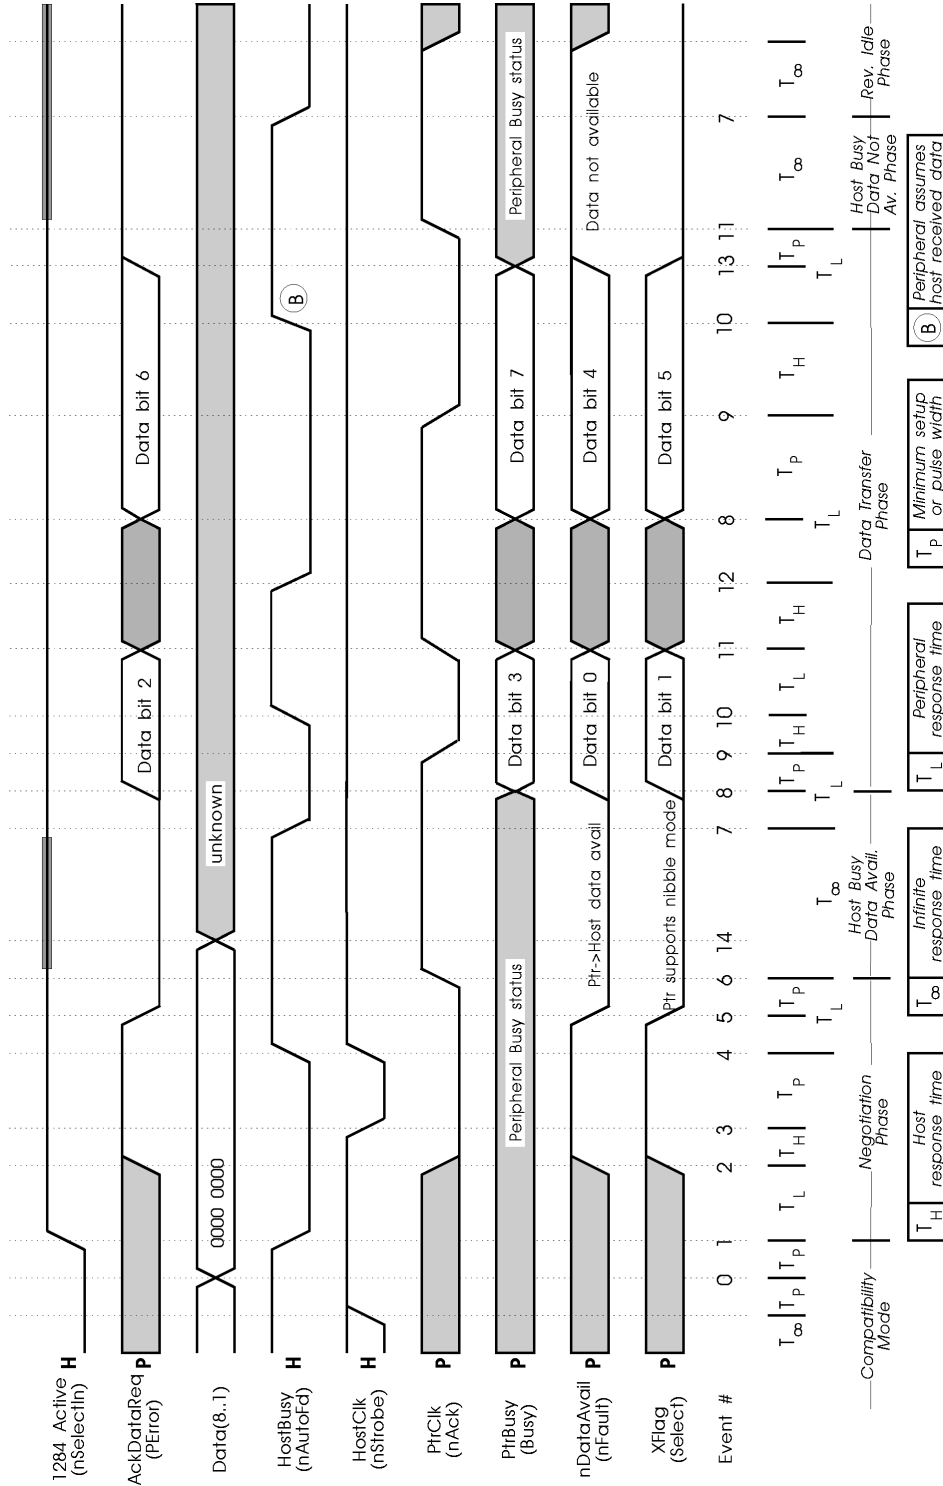 1284 Active
(nSelectIn)
H
AckDataReq
(PError)
P
Data bit 2
Data bit 6
Data(8..1)
0000 0000
unknown
HostBusy
(nAutoFd)
H
B
HostClk
(nStrobe)
H
PtrClk
(nAck)
P
PtrBusy
(Busy)
P
Peripheral Busy status
Data bit 3
Data bit 7
Peripheral Busy status
nDataAvail
(nFault)
P
Ptr->Host data avail
Data bit 0
Data bit 4
Data not available
XFlag
(Select)
P
Ptr supports nibble mode
Data bit 1
Data bit 5
Event #
0 1 2 3 4 5 6 14 7 8 9 10 11 12 8 9 10 13 11 7
T∞ TP TP TL TH TP TL TP T∞ TL TP TH TL TH TL TP TH TL TP T∞ T∞
Compatibility
Mode
Negotiation
Phase
Host Busy
Data Avail.
Phase
Data Transfer
Phase
Host Busy
Data Not
Av. Phase
Rev. Idle
Phase
TH Host
response time
T∞ Infinite
response time
TL Peripheral
response time
TP Minimum setup
or pulse width
B Peripheral assumes
host received data